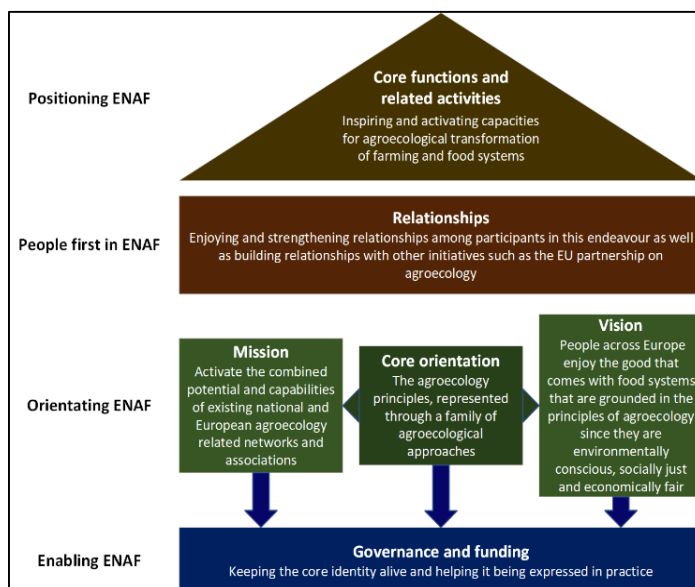 Positioning ENAF
Core functions and
related activities
Inspiring and activating capacities
for agroecological transformation
of farming and food systems
People first in ENAF
Relationships
Enjoying and strengthening relationships among participants in this endeavour as well
as building relationships with other initiatives such as the EU partnership on
agroecology
Orientating ENAF
Mission
Activate the combined
potential and capabilities
of existing national and
European agroecology
related networks and
associations
Core orientation
The agroecology
principles, represented
through a family of
agroecological
approaches
Vision
People across Europe
enjoy the good that
comes with food systems
that are grounded in the
principles of agroecology
since they are
environmentally
conscious, socially just
and economically fair
Enabling ENAF
Governance and funding
Keeping the core identity alive and helping it being expressed in practice